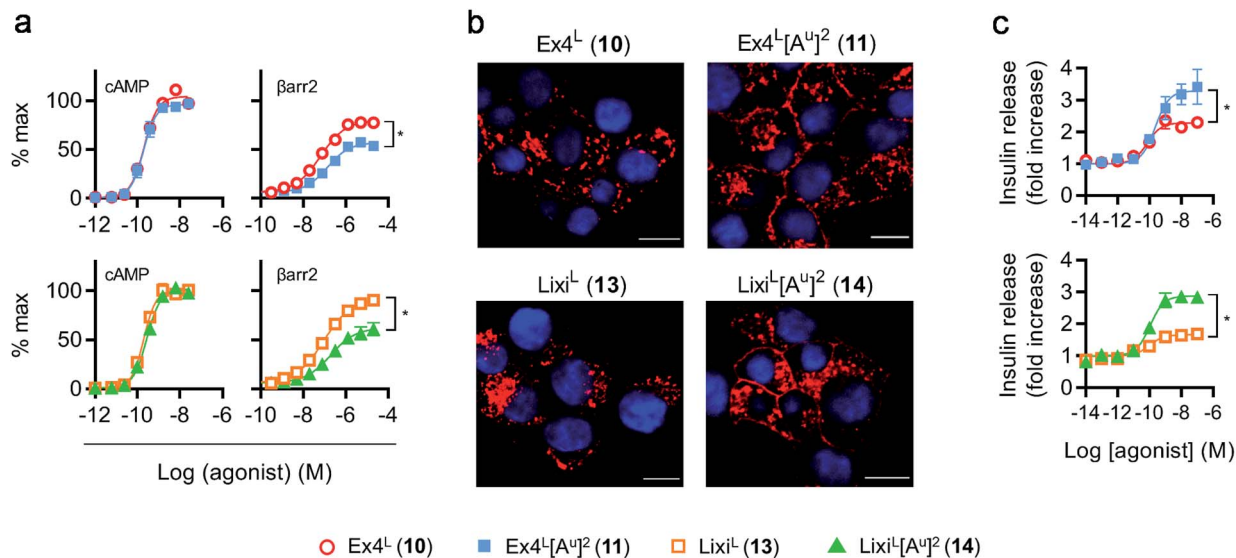 a
cAMP
βarr2
% max
100
50
0
-12 -10 -8 -6
-10 -8 -6 -4
*
cAMP
βarr2
% max
100
50
0
-12 -10 -8 -6
-10 -8 -6 -4
*
Log (agonist) (M)
b
Ex4ᴸ (10)
Ex4ᴸ[Aᵘ]² (11)
Lixiᴸ (13)
Lixiᴸ[Aᵘ]² (14)
c
Insulin release
(fold increase)
4
3
2
1
0
-14 -10 -8 -6
*
Insulin release
(fold increase)
4
3
2
1
0
-14 -10 -8 -6
*
Log [agonist] (M)
Ex4ᴸ (10) Ex4ᴸ[Aᵘ]² (11) Lixiᴸ (13) Lixiᴸ[Aᵘ]² (14)